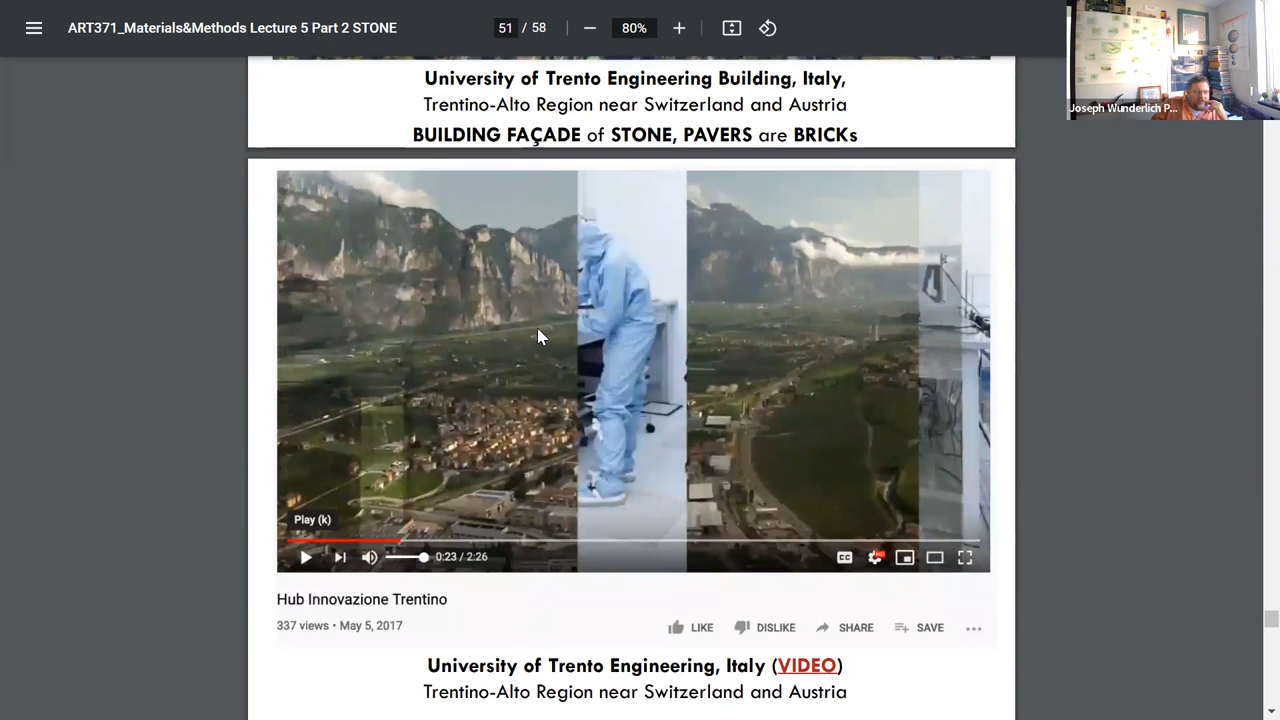 ART371_Materials&Methods Lecture 5 Part 2 STONE
51 / 58
80%
Joseph Wunderlich P...
University of Trento Engineering Building, Italy,
Trentino-Alto Region near Switzerland and Austria
BUILDING FAÇADE of STONE, PAVERS are BRICKs
Play (k)
0:23 / 2:26
CC
HD
Hub Innovazione Trentino
337 views • May 5, 2017
LIKE
DISLIKE
SHARE
SAVE
University of Trento Engineering, Italy (VIDEO)
Trentino-Alto Region near Switzerland and Austria